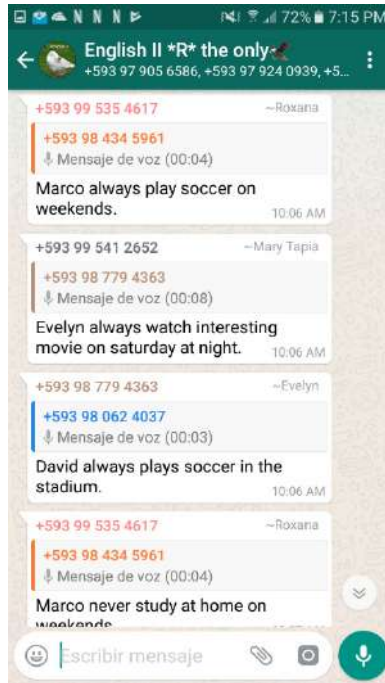 N N N 72% 7:15 PM
English II *R* the only
+593 97 905 6586, +593 97 924 0939, +5...
+593 99 535 4617 ~Roxana
+593 98 434 5961
Mensaje de voz (00:04)
Marco always play soccer on
weekends.
10:06 AM
+593 99 541 2652 ~Mary Tapia
+593 98 779 4363
Mensaje de voz (00:08)
Evelyn always watch interesting
movie on saturday at night.
10:06 AM
+593 98 779 4363 ~Evelyn
+593 98 062 4037
Mensaje de voz (00:03)
David always plays soccer in the
stadium.
10:06 AM
+593 99 535 4617 ~Roxana
+593 98 434 5961
Mensaje de voz (00:04)
Marco never study at home on
weekends
Escribir mensaje